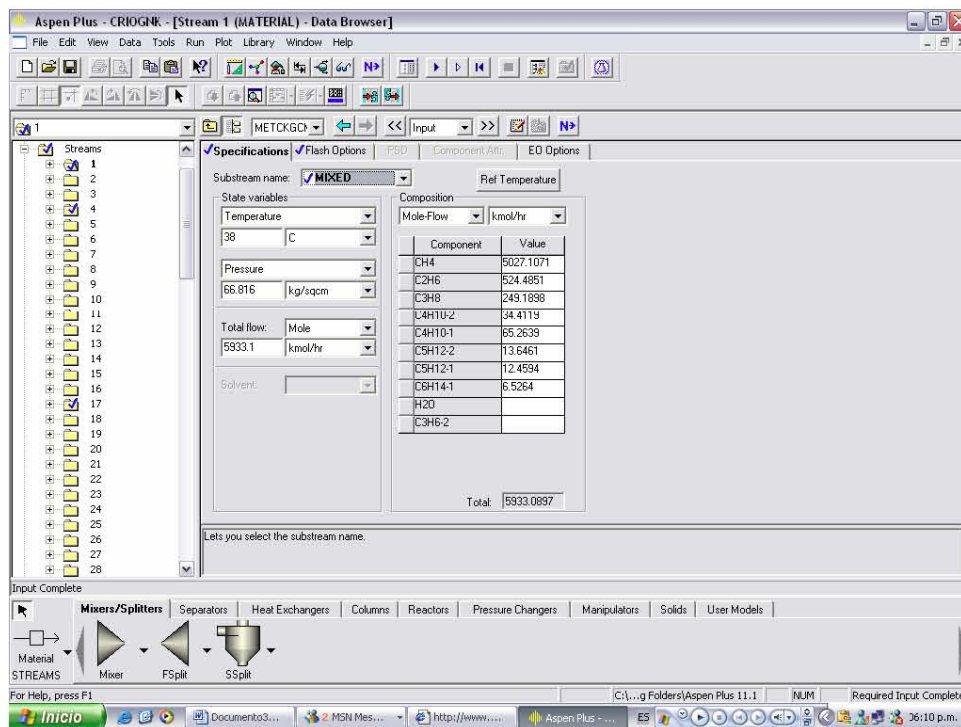 Aspen Plus - CRIOGNK - [Stream 1 (MATERIAL) - Data Browser]
File Edit View Data Tools Run Plot Library Window Help
N>
1 METCKGCM << Input >> N>
Streams
1
2
3
4
5
6
7
8
9
10
11
12
13
14
15
16
17
18
19
20
21
22
23
24
25
26
27
28
Specifications Flash Options PSD Component Attr. EO Options
Substream name: MIXED Ref Temperature
State variables
Temperature
38 C
Pressure
66.816 kg/sqcm
Total flow: Mole
5933.1 kmol/hr
Solvent:
Composition
Mole-Flow kmol/hr
Component Value
CH4 5027.1071
C2H6 524.4851
C3H8 249.1898
C4H10-2 34.4119
C4H10-1 65.2639
C5H12-2 13.6461
C5H12-1 12.4594
C6H14-1 6.5264
H2O
C3H6-2
Total: 5933.0897
Lets you select the substream name.
Input Complete
Mixers/Splitters Separators Heat Exchangers Columns Reactors Pressure Changers Manipulators Solids User Models
Material
STREAMS Mixer FSplit SSplit
For Help, press F1 C:\...g Folders\Aspen Plus 11.1 NUM Required Input Complete
Inicio Documento3... 2 MSN Mes... http://www.... Aspen Plus - ... ES 36:10 p.m.